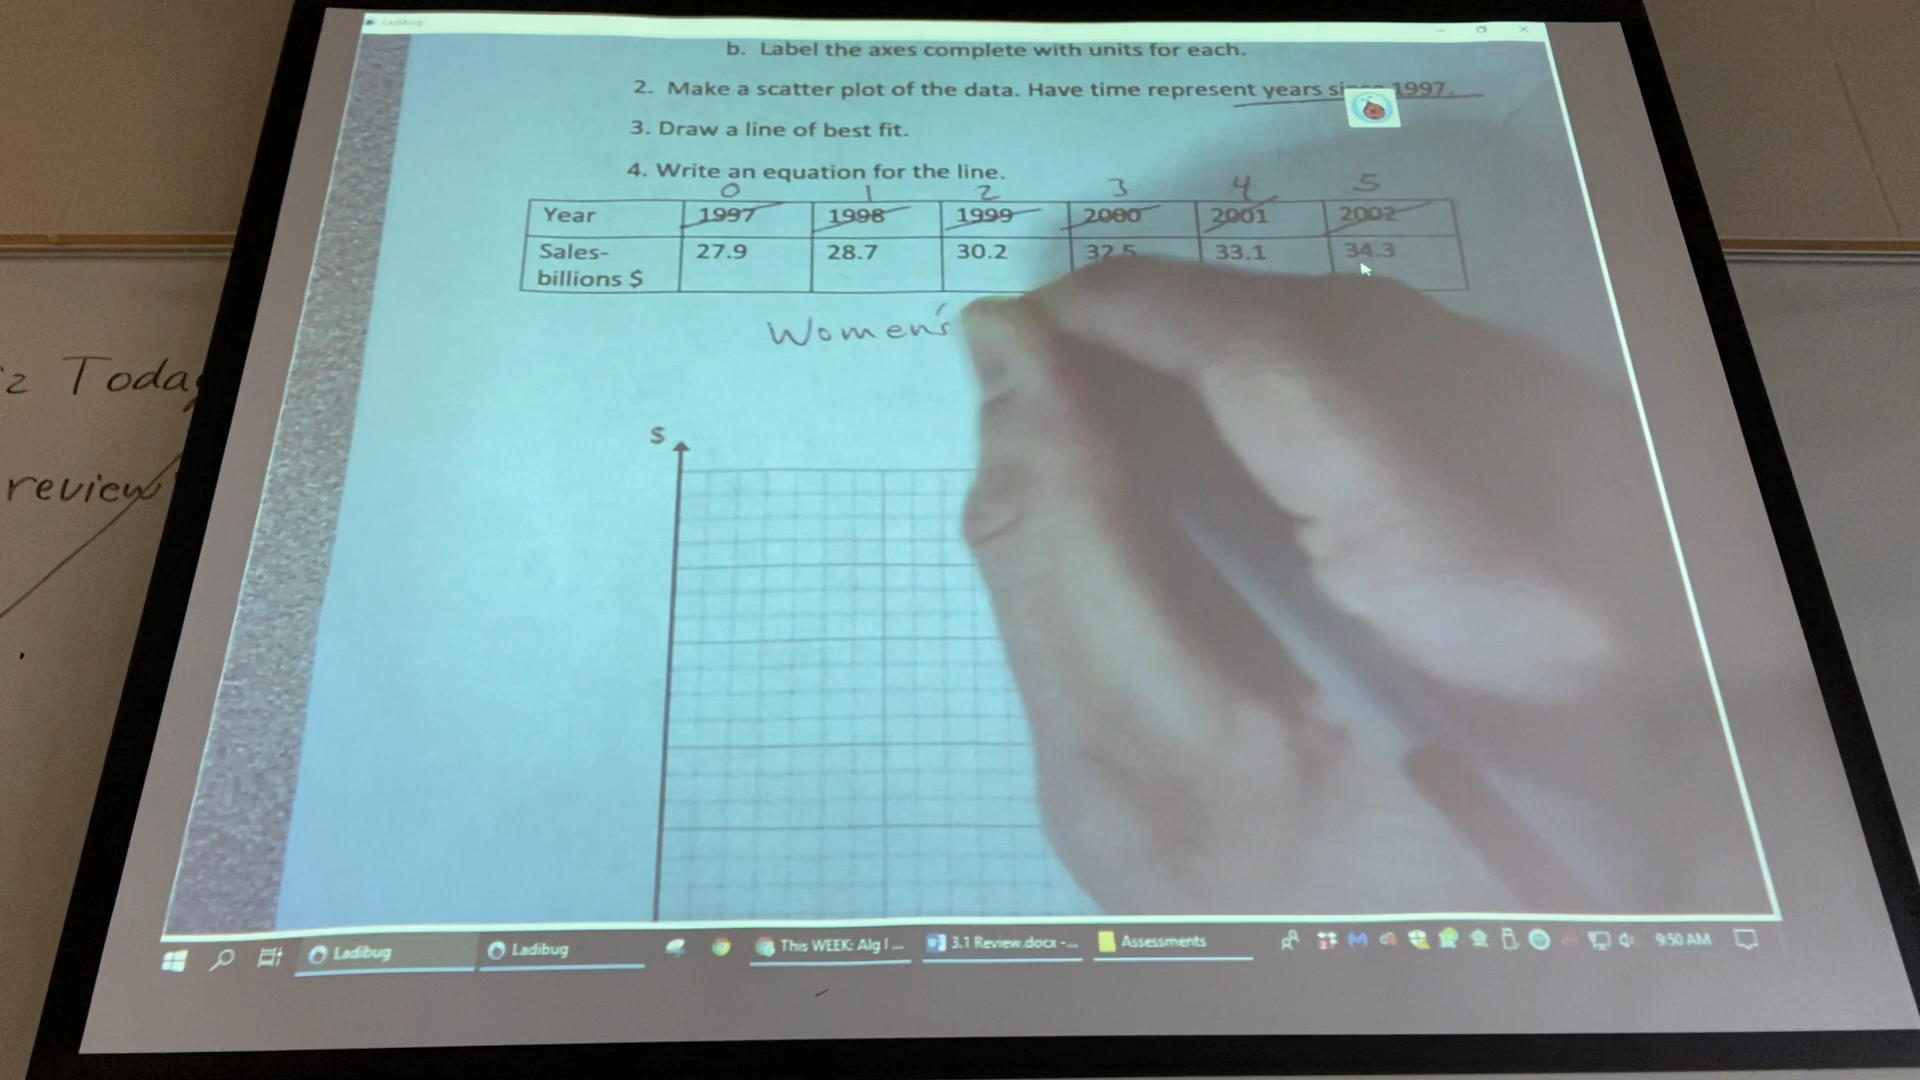 Ladibug
b. Label the axes complete with units for each.
2. Make a scatter plot of the data. Have time represent years since 1997.
3. Draw a line of best fit.
4. Write an equation for the line.
0 1 2 3 4 5
Year 1997 1998 1999 2000 2001 2002
Sales- 27.9 28.7 30.2 32.5 33.1 34.3
billions $
Women's
S
Today
review
Ladibug Ladibug This WEEK: Alg I ... 3.1 Review.docx -... Assessments 9:50 AM